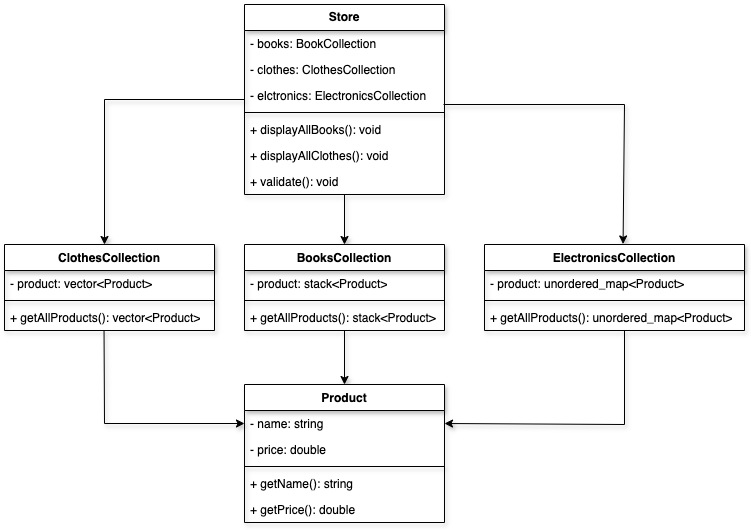 Store
- books: BookCollection
- clothes: ClothesCollection
- elctronics: ElectronicsCollection
+ displayAllBooks(): void
+ displayAllClothes(): void
+ validate(): void
ClothesCollection
- product: vector<Product>
+ getAllProducts(): vector<Product>
BooksCollection
- product: stack<Product>
+ getAllProducts(): stack<Product>
ElectronicsCollection
- product: unordered_map<Product>
+ getAllProducts(): unordered_map<Product>
Product
- name: string
- price: double
+ getName(): string
+ getPrice(): double